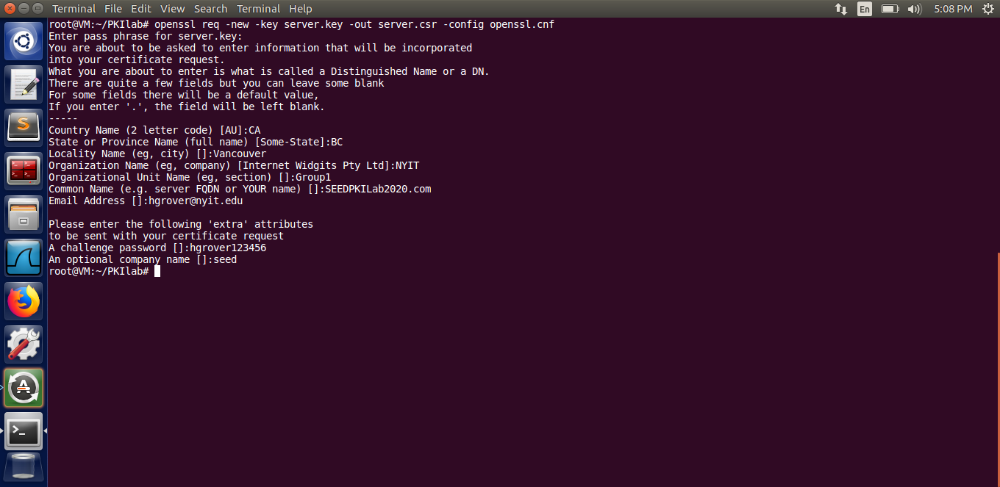 Terminal File Edit View Search Terminal Help En 5:08 PM
root@VM:~/PKIlab# openssl req -new -key server.key -out server.csr -config openssl.cnf
Enter pass phrase for server.key:
You are about to be asked to enter information that will be incorporated
into your certificate request.
What you are about to enter is what is called a Distinguished Name or a DN.
There are quite a few fields but you can leave some blank
For some fields there will be a default value,
If you enter '.', the field will be left blank.
-----
Country Name (2 letter code) [AU]:CA
State or Province Name (full name) [Some-State]:BC
Locality Name (eg, city) []:Vancouver
Organization Name (eg, company) [Internet Widgits Pty Ltd]:NYIT
Organizational Unit Name (eg, section) []:Group1
Common Name (e.g. server FQDN or YOUR name) []:SEEDPKILab2020.com
Email Address []:hgrover@nyit.edu
Please enter the following 'extra' attributes
to be sent with your certificate request
A challenge password []:hgrover123456
An optional company name []:seed
root@VM:~/PKIlab#